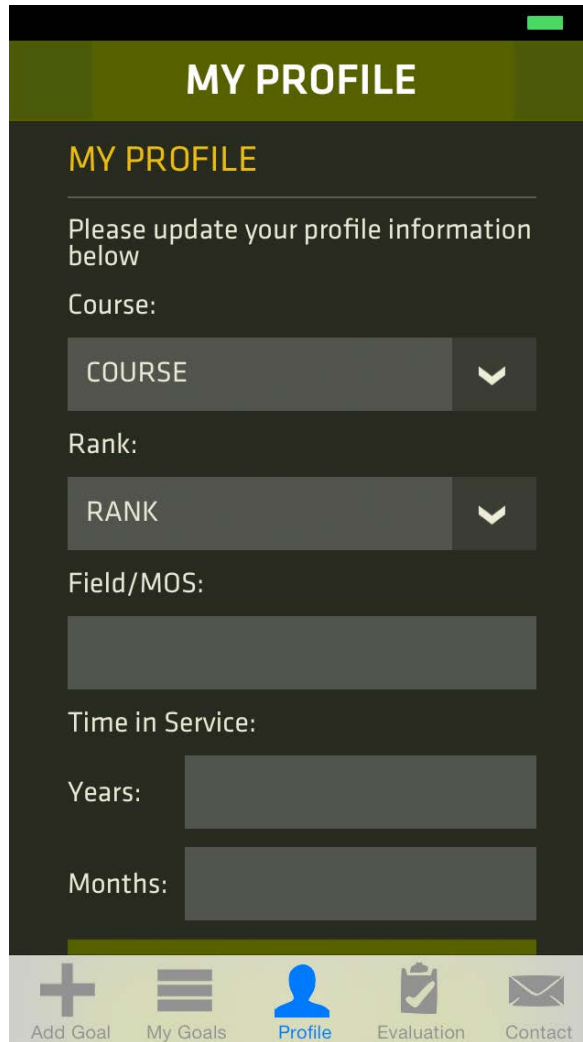 MY PROFILE
MY PROFILE
Please update your profile information
below
Course:
COURSE
Rank:
RANK
Field/MOS:
Time in Service:
Years:
Months:
Add Goal My Goals Profile Evaluation Contact